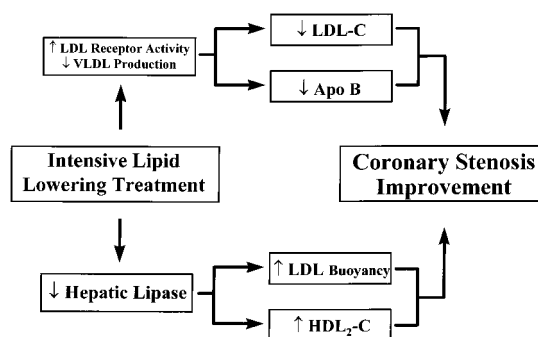 ↑ LDL Receptor Activity
↓ VLDL Production
↓ LDL-C
↓ Apo B
Intensive Lipid
Lowering Treatment
Coronary Stenosis
Improvement
↓ Hepatic Lipase
↑ LDL Buoyancy
↑ HDL₂-C